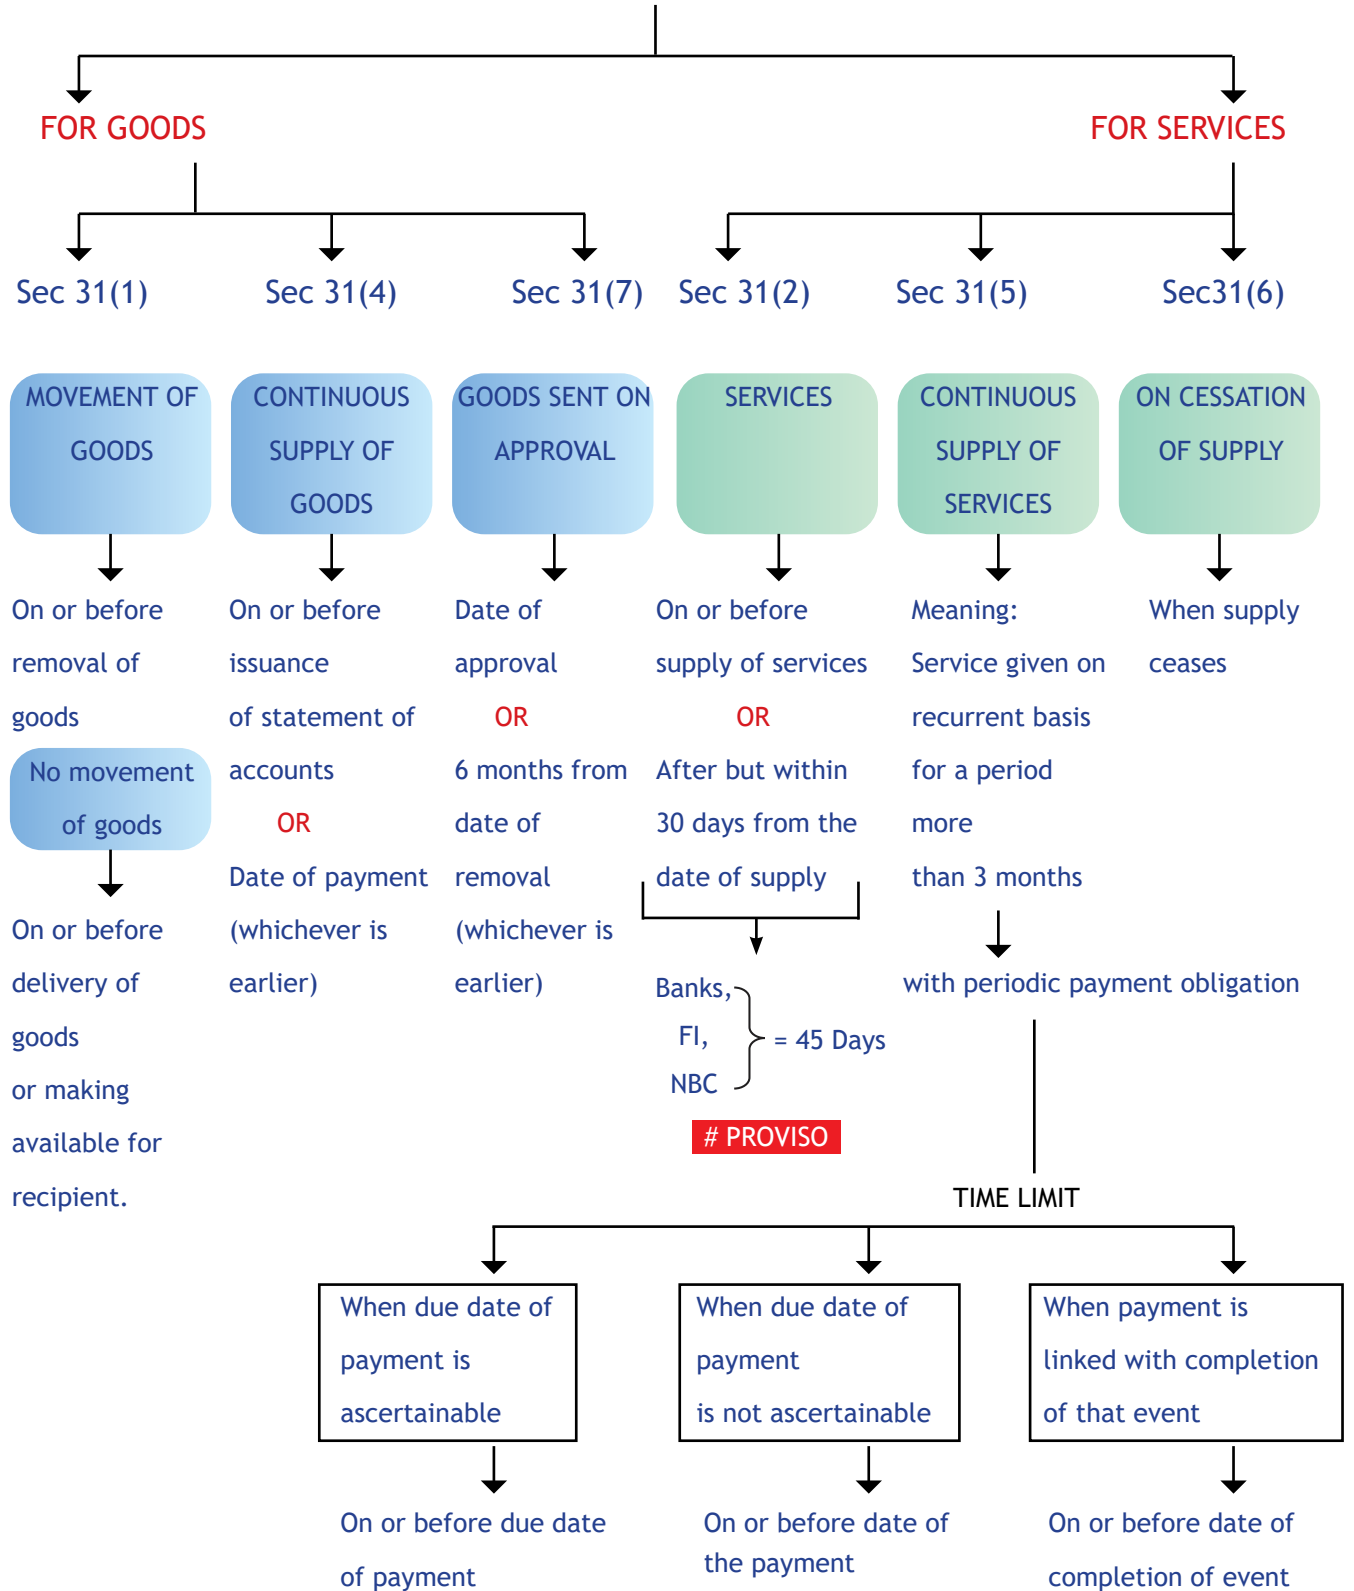 FOR GOODS
FOR SERVICES
Sec 31(1)
Sec 31(4)
Sec 31(7)
Sec 31(2)
Sec 31(5)
Sec31(6)
MOVEMENT OF
GOODS
CONTINUOUS
SUPPLY OF
GOODS
GOODS SENT ON
APPROVAL
SERVICES
CONTINUOUS
SUPPLY OF
SERVICES
ON CESSATION
OF SUPPLY
On or before
removal of
goods
No movement
of goods
On or before
delivery of
goods
or making
available for
recipient.
On or before
issuance
of statement of
accounts
OR
Date of payment
(whichever is
earlier)
Date of
approval
OR
6 months from
date of
removal
(whichever is
earlier)
On or before
supply of services
OR
After but within
30 days from the
date of supply
Banks,
FI,
NBC
= 45 Days
# PROVISO
Meaning:
Service given on
recurrent basis
for a period
more
than 3 months
with periodic payment obligation
When supply
ceases
TIME LIMIT
When due date of
payment is
ascertainable
On or before due date
of payment
When due date of
payment
is not ascertainable
On or before date of
the payment
When payment is
linked with completion
of that event
On or before date of
completion of event